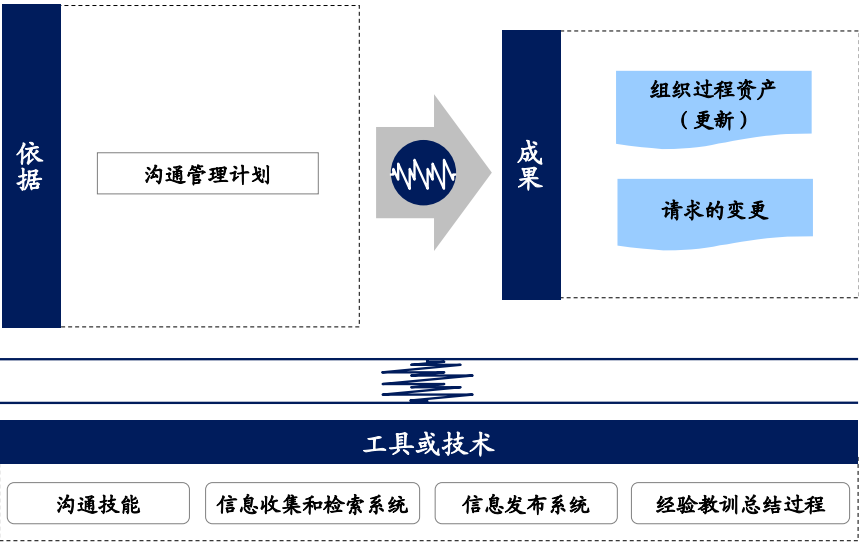 依据
沟通管理计划
成果
组织过程资产
（更新）
请求的变更
工具或技术
沟通技能
信息收集和检索系统
信息发布系统
经验教训总结过程